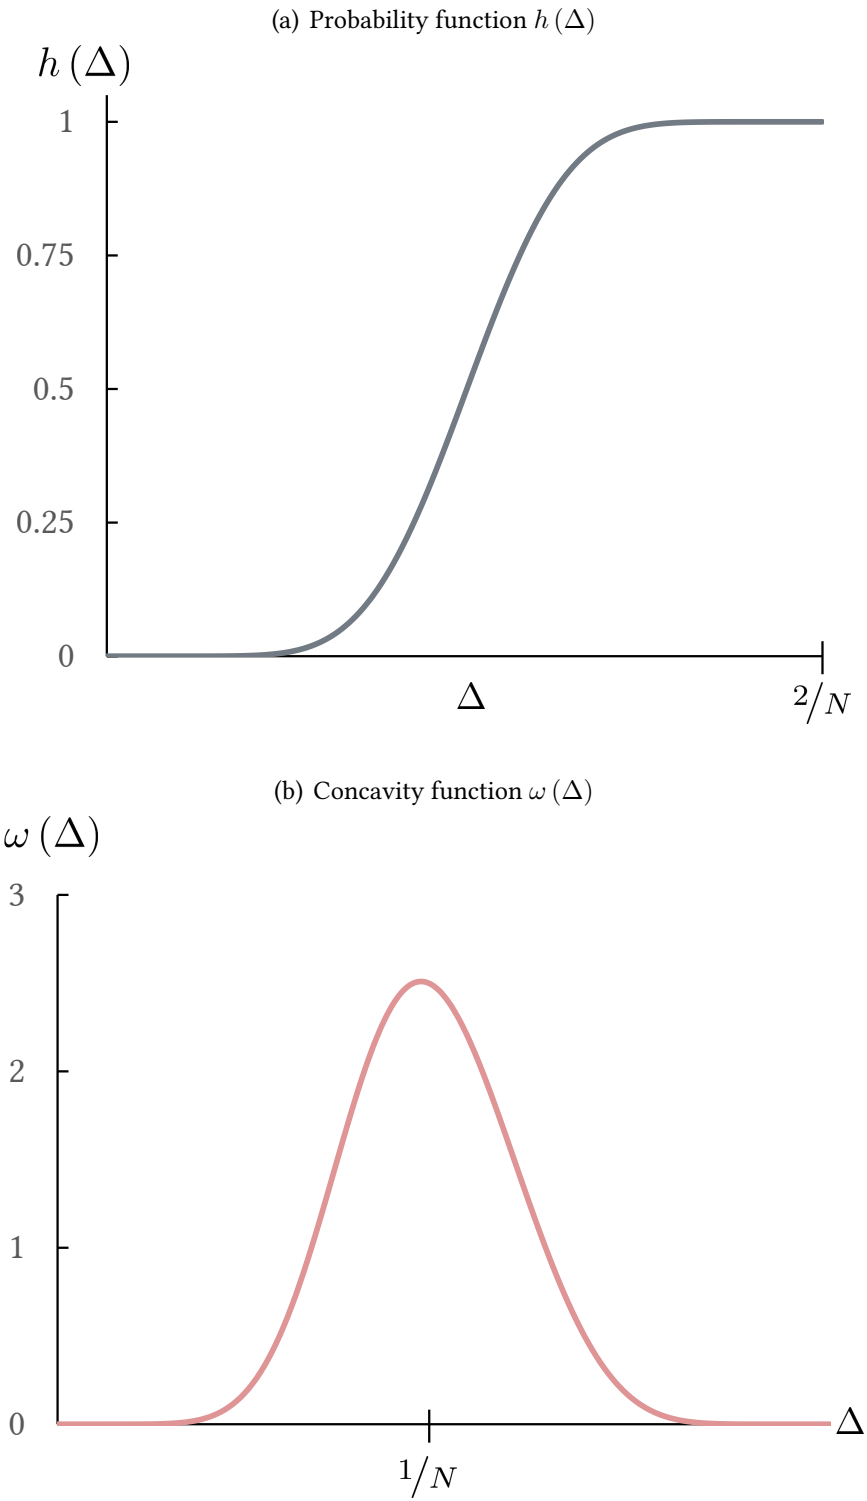 (a) Probability function h (Δ)
h (Δ)
1
0.75
0.5
0.25
0
Δ
2/N
(b) Concavity function ω (Δ)
ω (Δ)
3
2
1
0
Δ
1/N